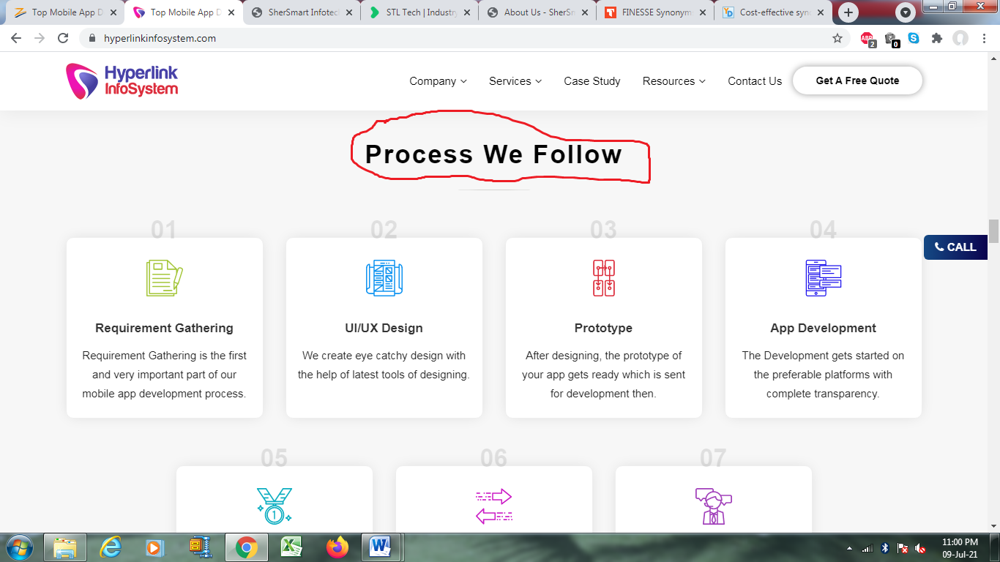 Top Mobile App D
Top Mobile App D
SherSmart Infotech
STL Tech | Industry
About Us - SherSm
FINESSE Synonym
Cost-effective syn
hyperlinkinfosystem.com
ABP
2
0
Hyperlink
InfoSystem
Company
Services
Case Study
Resources
Contact Us
Get A Free Quote
Process We Follow
01
02
03
04
CALL
Requirement Gathering
Requirement Gathering is the first
and very important part of our
mobile app development process.
UI/UX Design
We create eye catchy design with
the help of latest tools of designing.
Prototype
After designing, the prototype of
your app gets ready which is sent
for development then.
App Development
The Development gets started on
the preferable platforms with
complete transparency.
05
06
07
1
11:00 PM
09-Jul-21